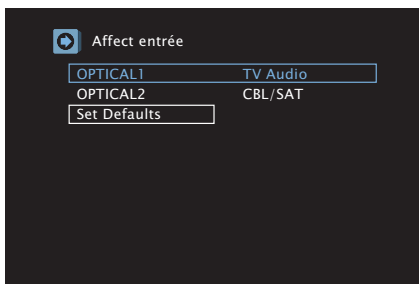 Affect entrée
OPTICAL1 TV Audio
OPTICAL2 CBL/SAT
Set Defaults